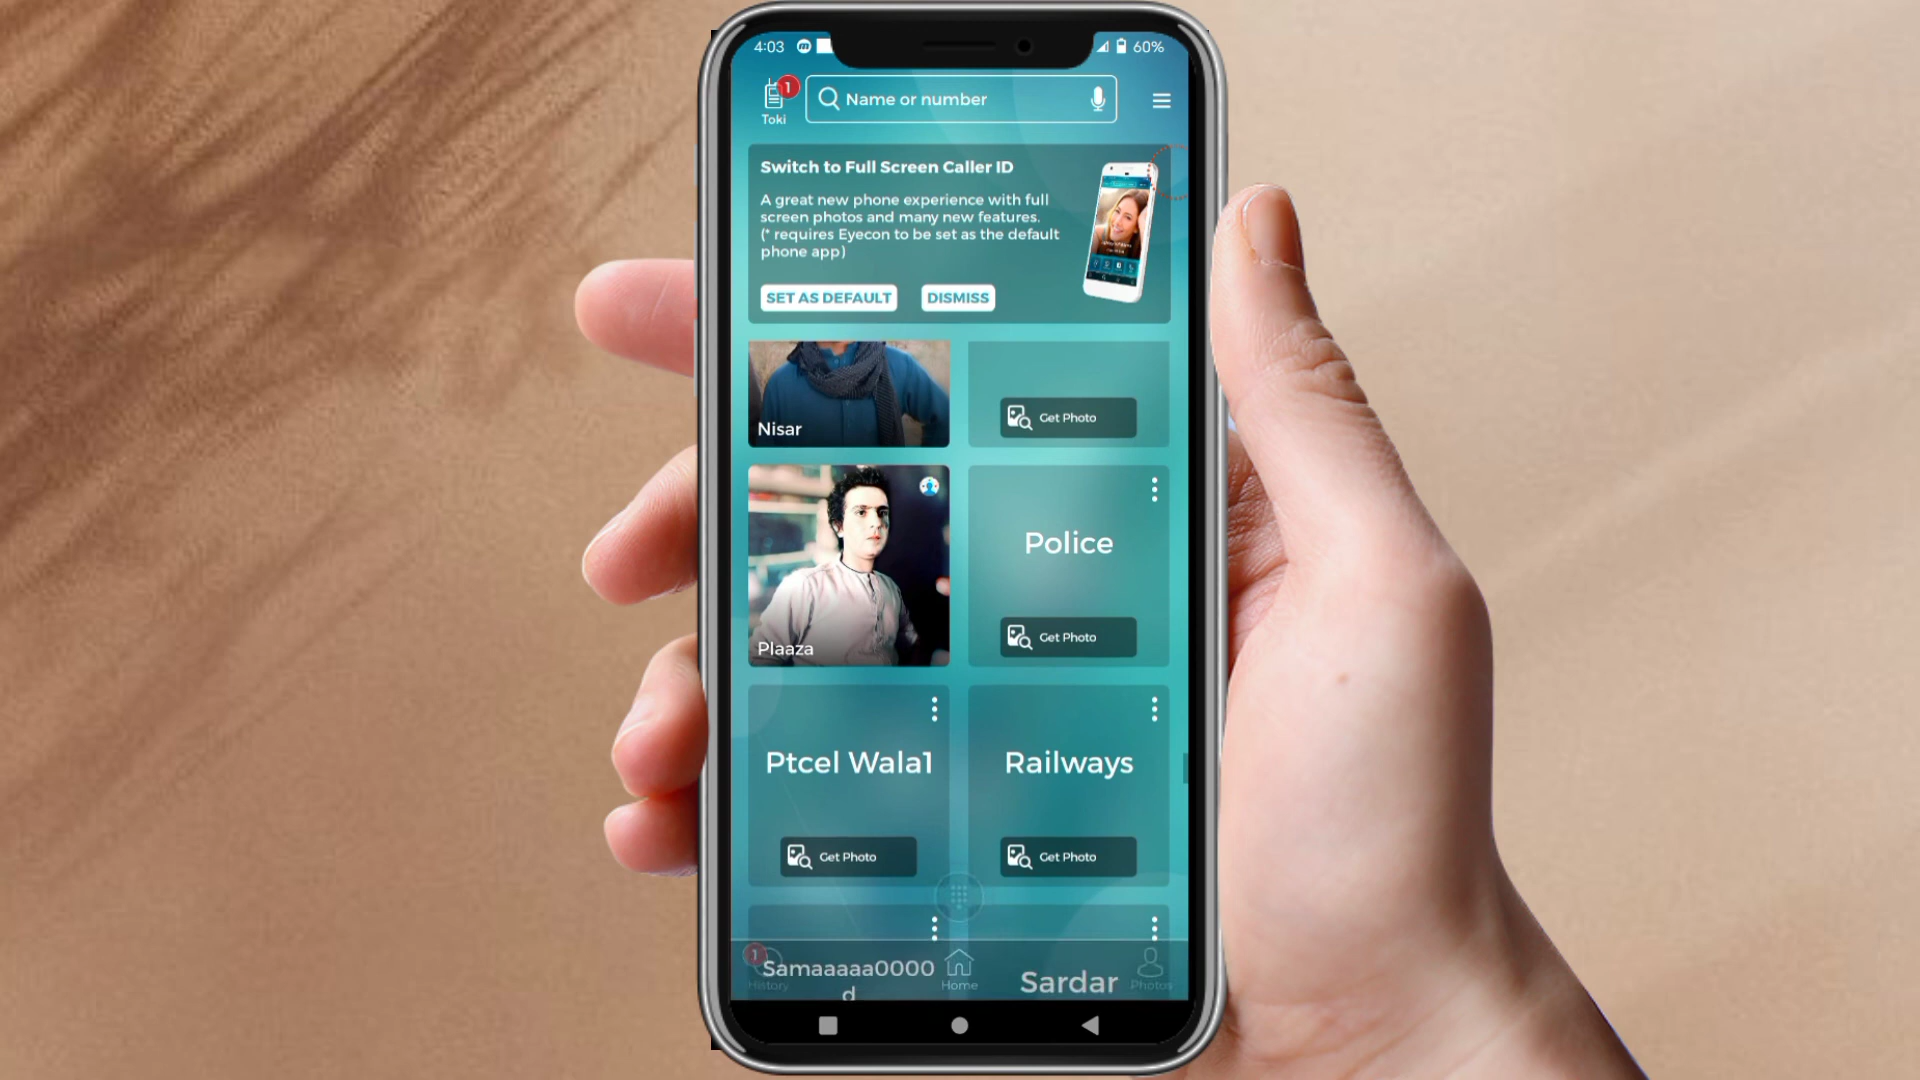 4:03
60%
1
Toki
Name or number
Switch to Full Screen Caller ID
A great new phone experience with full
screen photos and many new features.
(* requires Eyecon to be set as the default
phone app)
SET AS DEFAULT
DISMISS
Nisar
Get Photo
Plaaza
Police
Get Photo
Ptcel Wala1
Get Photo
Railways
Get Photo
1
History
Samaaaaa0000
d
Home
Sardar
Photos